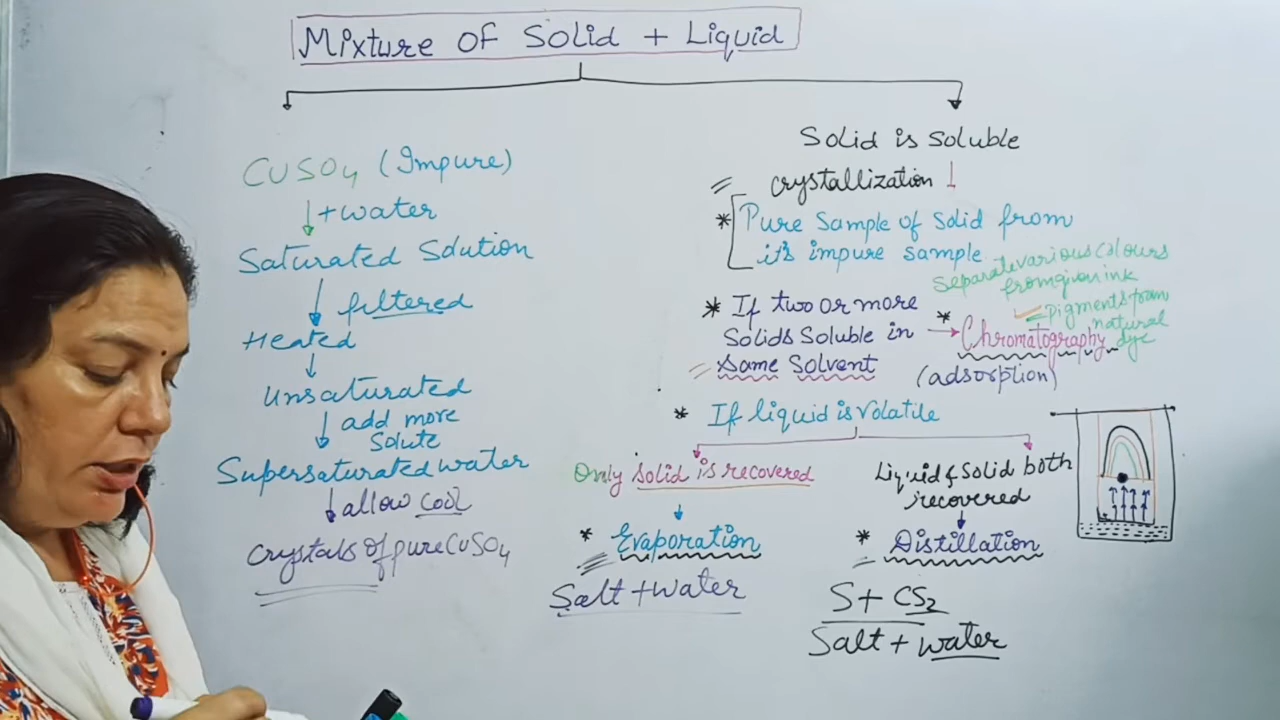 Mixture of Solid + Liquid
CuSO4 (Impure)
+water
Saturated Solution
filtered
Heated
Unsaturated
add more
Solute
Supersaturated water
allow cool
Crystals of pure CuSO4
Solid is Soluble
crystallization
* Pure Sample of Solid from
its impure sample
* If two or more
Solids Soluble in
Same Solvent
Separate various Colours
from given ink
pigments from
natural
dye
* Chromatography
(adsorption)
* If liquid is volatile
Only solid is recovered
* Evaporation
Salt + Water
Liquid & Solid both
recovered
* Distillation
S + CS2
Salt + water